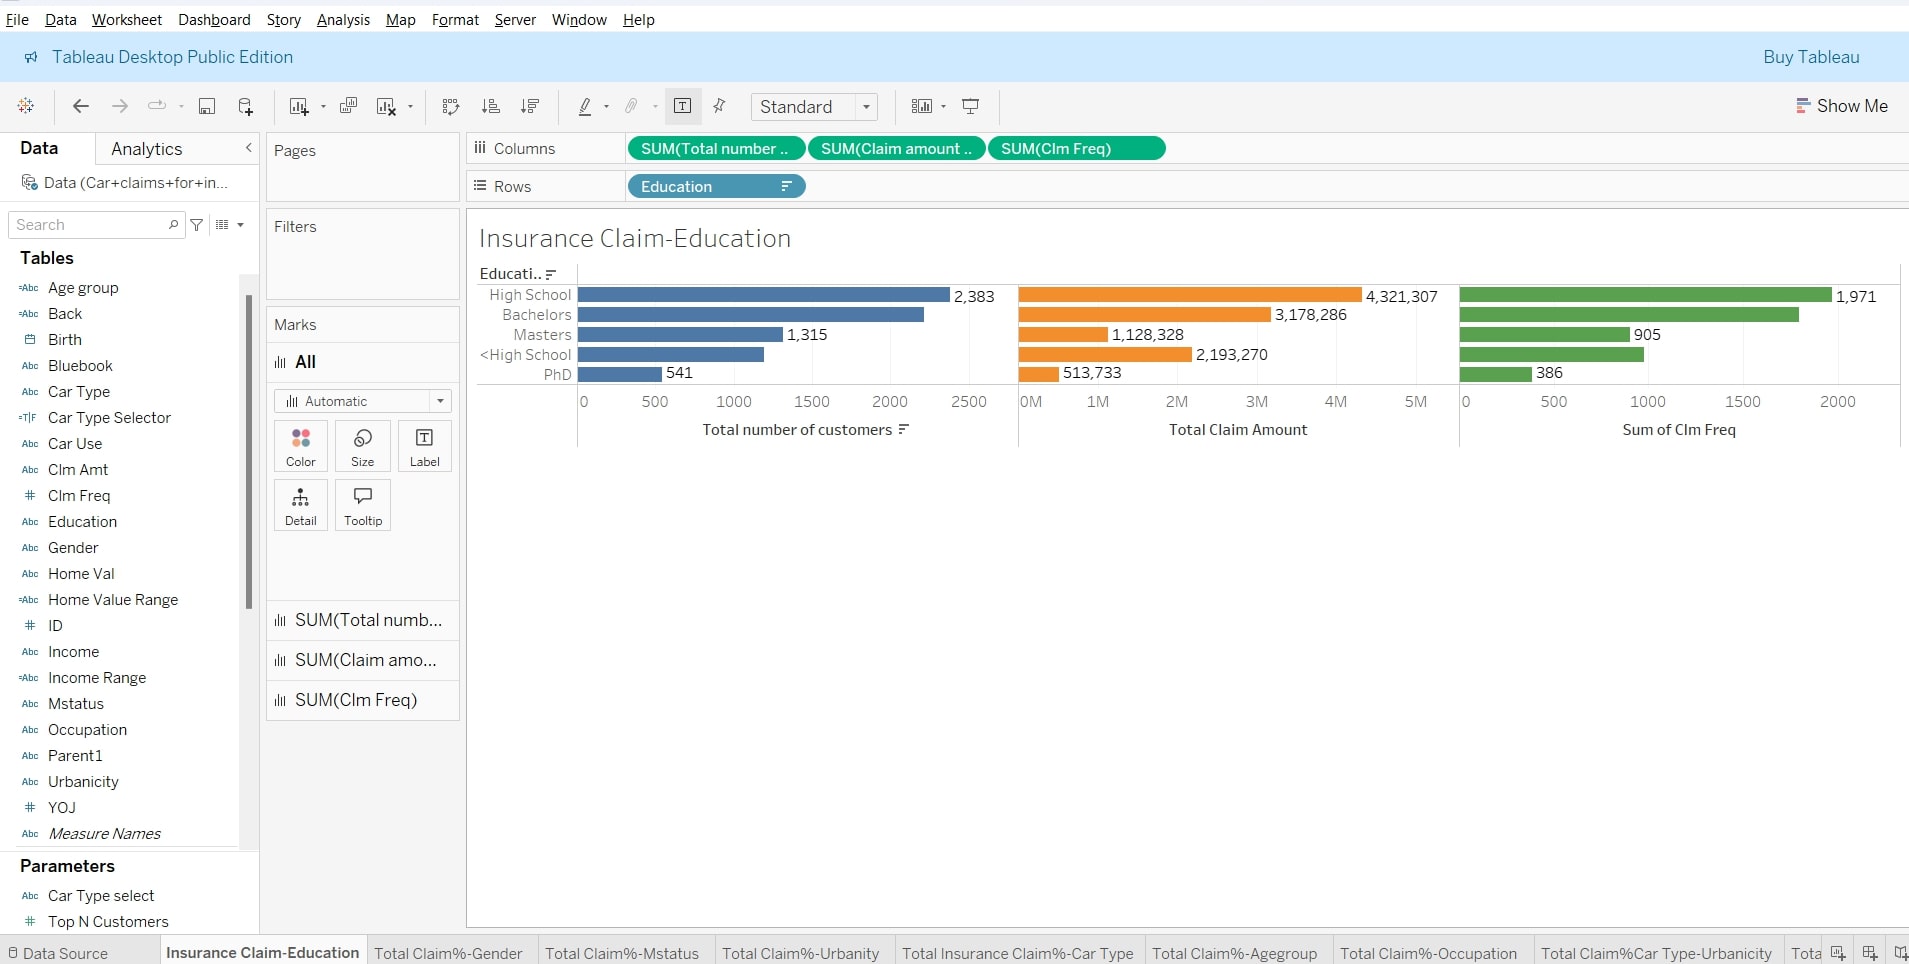 File Data Worksheet Dashboard Story Analysis Map Format Server Window Help
Tableau Desktop Public Edition
Buy Tableau
Standard
Show Me
Data
Analytics
Data (Car+claims+for+in...
Search
Tables
Abc Age group
Abc Back
Birth
Abc Bluebook
Abc Car Type
T|F Car Type Selector
Abc Car Use
Abc Clm Amt
# Clm Freq
Abc Education
Abc Gender
Abc Home Val
Abc Home Value Range
# ID
Abc Income
Abc Income Range
Abc Mstatus
Abc Occupation
Abc Parent1
Abc Urbanicity
# YOJ
Abc Measure Names
Parameters
Abc Car Type select
# Top N Customers
Pages
Filters
Marks
All
Automatic
Color
Size
T
Label
Detail
Tooltip
SUM(Total numb...
SUM(Claim amo...
SUM(Clm Freq)
Columns
SUM(Total number ..
SUM(Claim amount ..
SUM(Clm Freq)
Rows
Education
Insurance Claim-Education
Educati..
High School 2,383 4,321,307 1,971
Bachelors 3,178,286
Masters 1,315 1,128,328 905
<High School 2,193,270
PhD 541 513,733 386
0 500 1000 1500 2000 2500 0M 1M 2M 3M 4M 5M 0 500 1000 1500 2000
Total number of customers
Total Claim Amount
Sum of Clm Freq
Data Source
Insurance Claim-Education
Total Claim%-Gender
Total Claim%-Mstatus
Total Claim%-Urbanity
Total Insurance Claim%-Car Type
Total Claim%-Agegroup
Total Claim%-Occupation
Total Claim%Car Type-Urbanicity
Tota